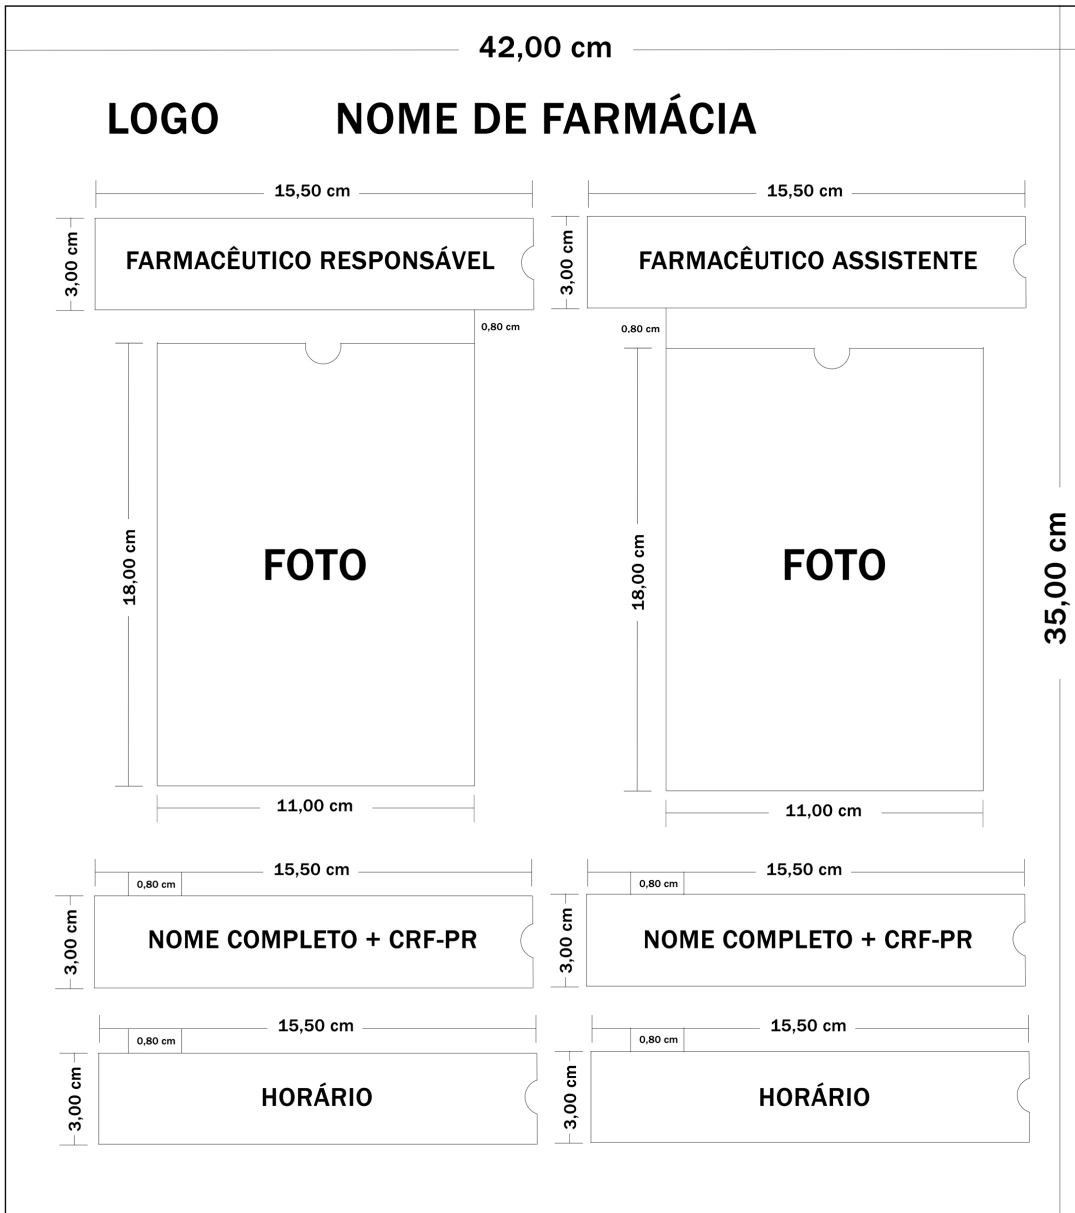 42,00 cm
LOGO NOME DE FARMÁCIA
15,50 cm 15,50 cm
3,00 cm FARMACÊUTICO RESPONSÁVEL 3,00 cm FARMACÊUTICO ASSISTENTE
0,80 cm 0,80 cm
18,00 cm FOTO 18,00 cm FOTO 35,00 cm
11,00 cm 11,00 cm
15,50 cm 15,50 cm
0,80 cm 0,80 cm
3,00 cm NOME COMPLETO + CRF-PR 3,00 cm NOME COMPLETO + CRF-PR
15,50 cm 15,50 cm
0,80 cm 0,80 cm
3,00 cm HORÁRIO 3,00 cm HORÁRIO